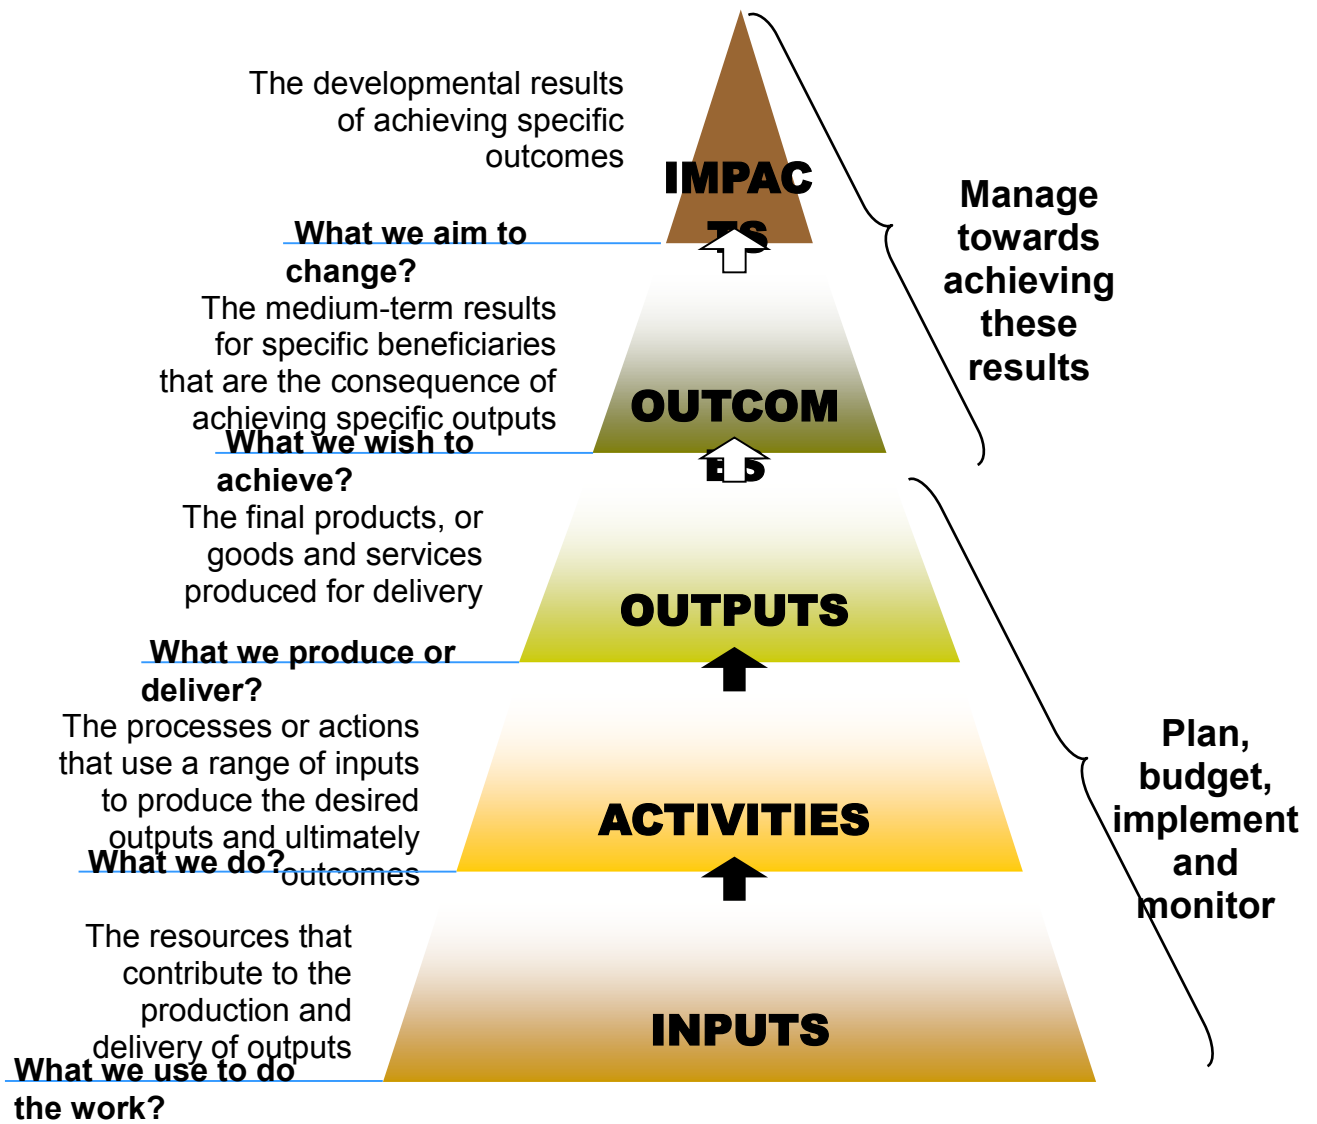 The developmental results
of achieving specific
outcomes
IMPAC
TS
What we aim to
change?
Manage
towards
achieving
these
results
The medium-term results
for specific beneficiaries
that are the consequence of
achieving specific outputs
OUTCOM
ES
What we wish to
achieve?
The final products, or
goods and services
produced for delivery
OUTPUTS
What we produce or
deliver?
The processes or actions
that use a range of inputs
to produce the desired
outputs and ultimately
outcomes
ACTIVITIES
What we do?
Plan,
budget,
implement
and
monitor
The resources that
contribute to the
production and
delivery of outputs
INPUTS
What we use to do
the work?